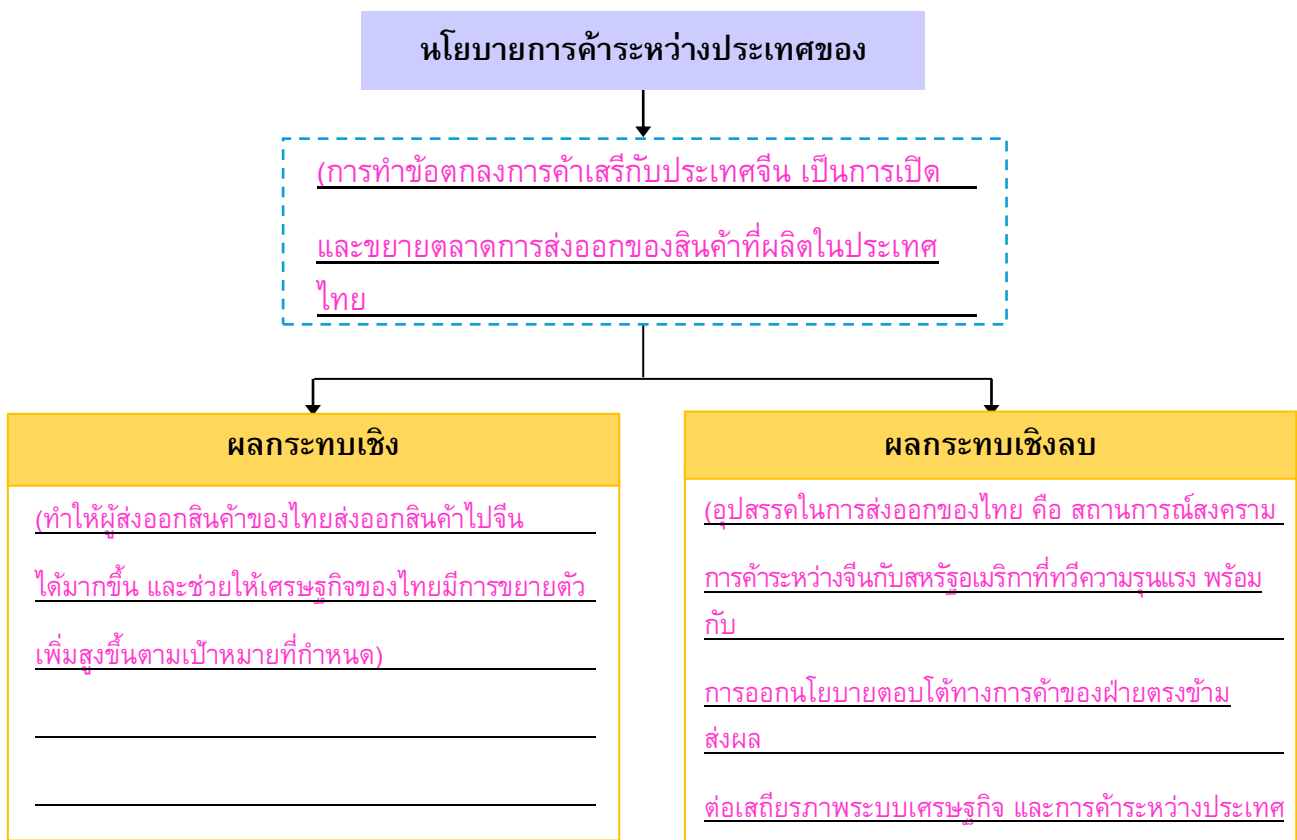 นโยบายการค้าระหว่างประเทศของ
(การทำข้อตกลงการค้าเสรีกับประเทศจีน เป็นการเปิด
และขยายตลาดการส่งออกของสินค้าที่ผลิตในประเทศ
ไทย
ผลกระทบเชิง
(ทำให้ผู้ส่งออกสินค้าของไทยส่งออกสินค้าไปจีน
ได้มากขึ้น และช่วยให้เศรษฐกิจของไทยมีการขยายตัว
เพิ่มสูงขึ้นตามเป้าหมายที่กำหนด)
ผลกระทบเชิงลบ
(อุปสรรคในการส่งออกของไทย คือ สถานการณ์สงคราม
การค้าระหว่างจีนกับสหรัฐอเมริกาที่ทวีความรุนแรง พร้อม
กับ
การออกนโยบายตอบโต้ทางการค้าของฝ่ายตรงข้าม
ส่งผล
ต่อเสถียรภาพระบบเศรษฐกิจ และการค้าระหว่างประเทศ